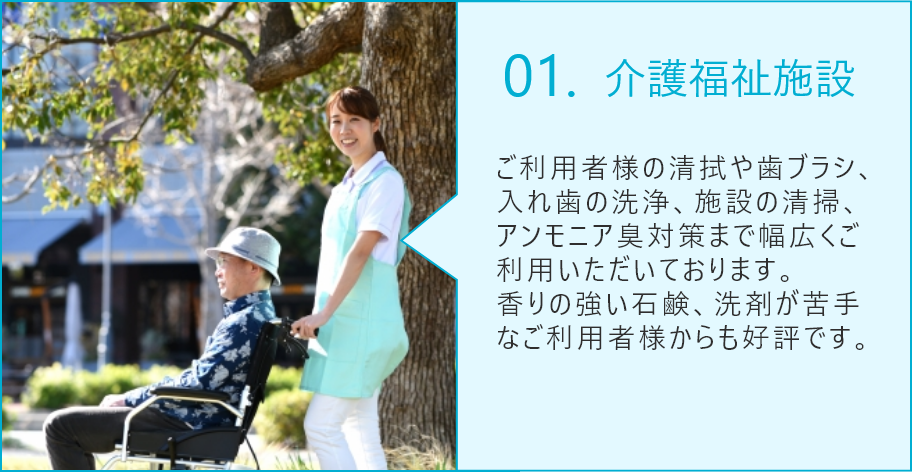 01. 介護福祉施設
ご利用者様の清拭や歯ブラシ、
入れ歯の洗浄、施設の清掃、
アンモニア臭対策まで幅広くご
利用いただいております。
香りの強い石鹸、洗剤が苦手
なご利用者様からも好評です。